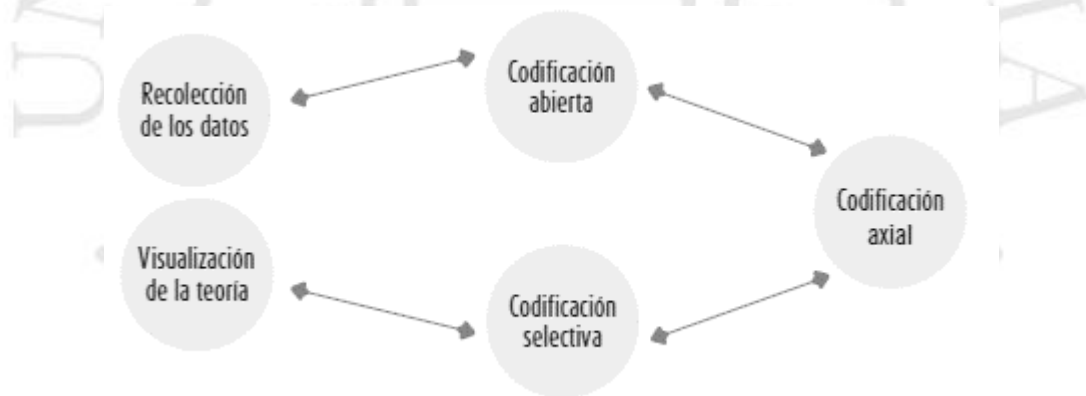 Recolección
de los datos
Codificación
abierta
Codificación
axial
Visualización
de la teoría
Codificación
selectiva